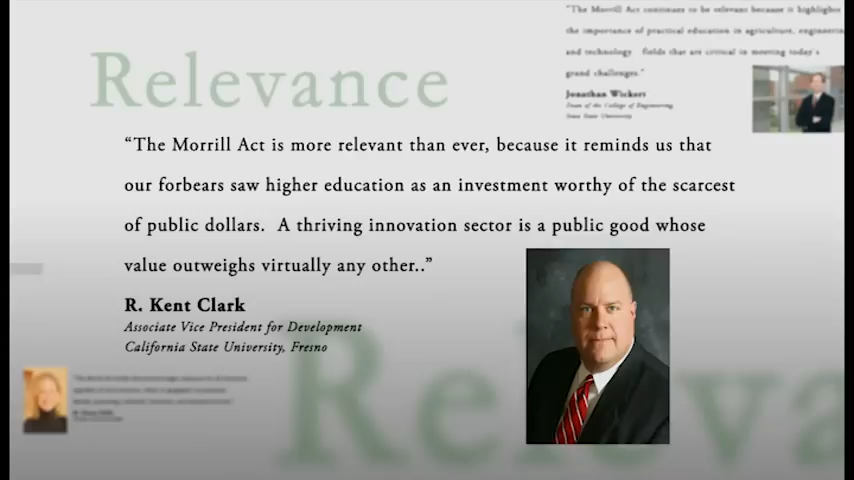 "The Morrill Act continues to be relevant because it highlights
the importance of practical education in agriculture, engineerin
and technology fields that are critical in meeting today's
grand challenges."
Jonathan Wickert
Dean of the College of Engineering,
Iowa State University
Relevance
“The Morrill Act is more relevant than ever, because it reminds us that
our forbears saw higher education as an investment worthy of the scarcest
of public dollars.  A thriving innovation sector is a public good whose
value outweighs virtually any other..”
R. Kent Clark
Associate Vice President for Development
California State University, Fresno
Releva